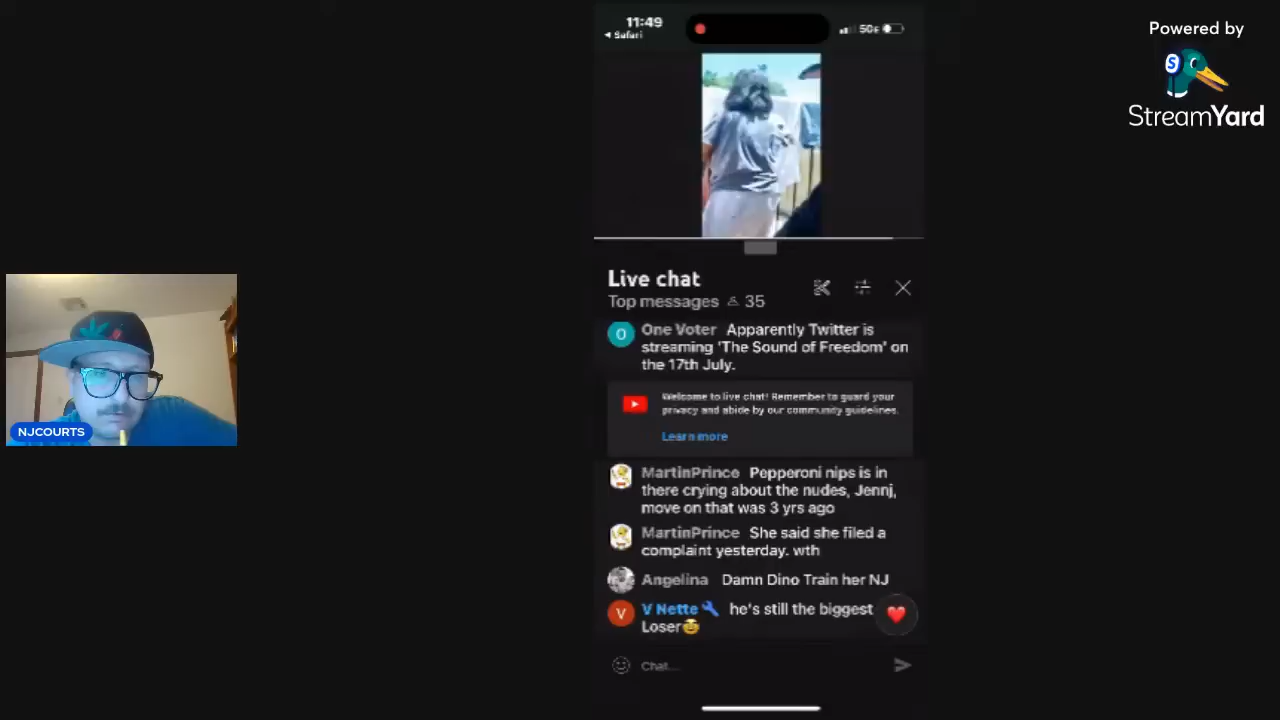 11:49
Safari
Powered by
S
StreamYard
Live chat
Top messages 35
One Voter Apparently Twitter is
streaming 'The Sound of Freedom' on
the 17th July.
Welcome to live chat! Remember to guard your
privacy and abide by our community guidelines.
Learn more
MartinPrince Pepperoni nips is in
there crying about the nudes, Jennj,
move on that was 3 yrs ago
MartinPrince She said she filed a
complaint yesterday. wth
Angelina Damn Dino Train her NJ
V Nette he's still the biggest
Loser
Chat...
NJCOURTS